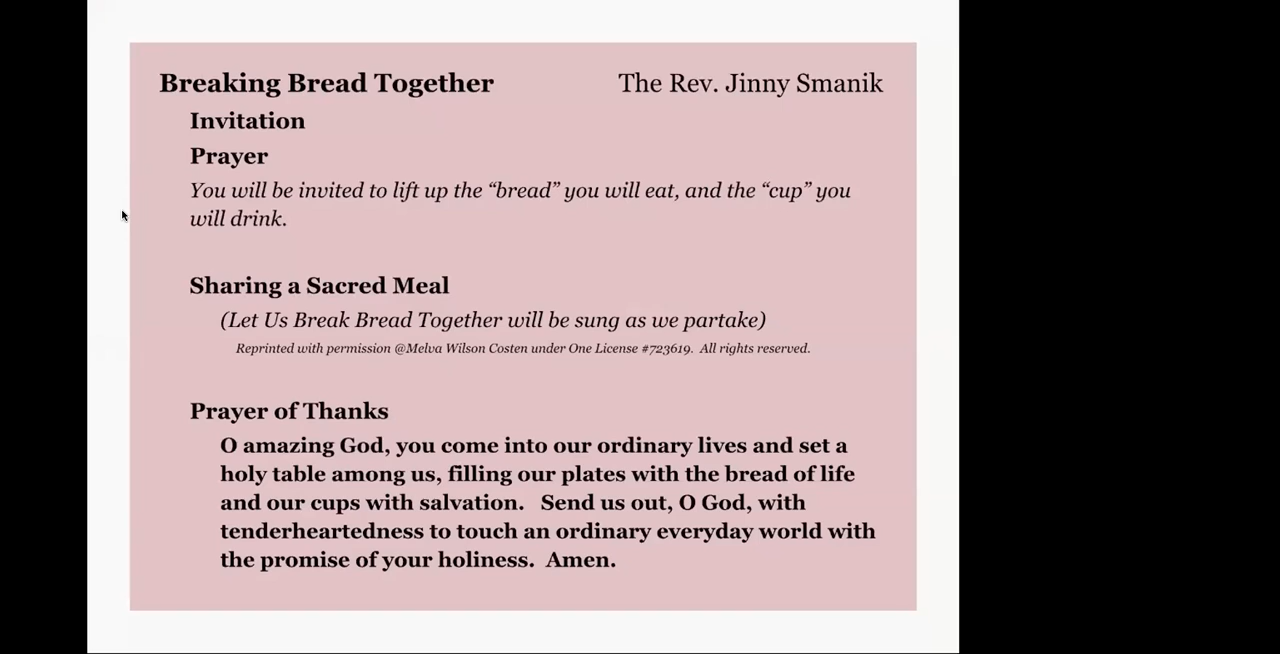 Breaking Bread Together The Rev. Jinny Smanik
Invitation
Prayer
You will be invited to lift up the “bread” you will eat, and the “cup” you
will drink.
Sharing a Sacred Meal
(Let Us Break Bread Together will be sung as we partake)
Reprinted with permission @Melva Wilson Costen under One License #723619. All rights reserved.
Prayer of Thanks
O amazing God, you come into our ordinary lives and set a
holy table among us, filling our plates with the bread of life
and our cups with salvation. Send us out, O God, with
tenderheartedness to touch an ordinary everyday world with
the promise of your holiness. Amen.